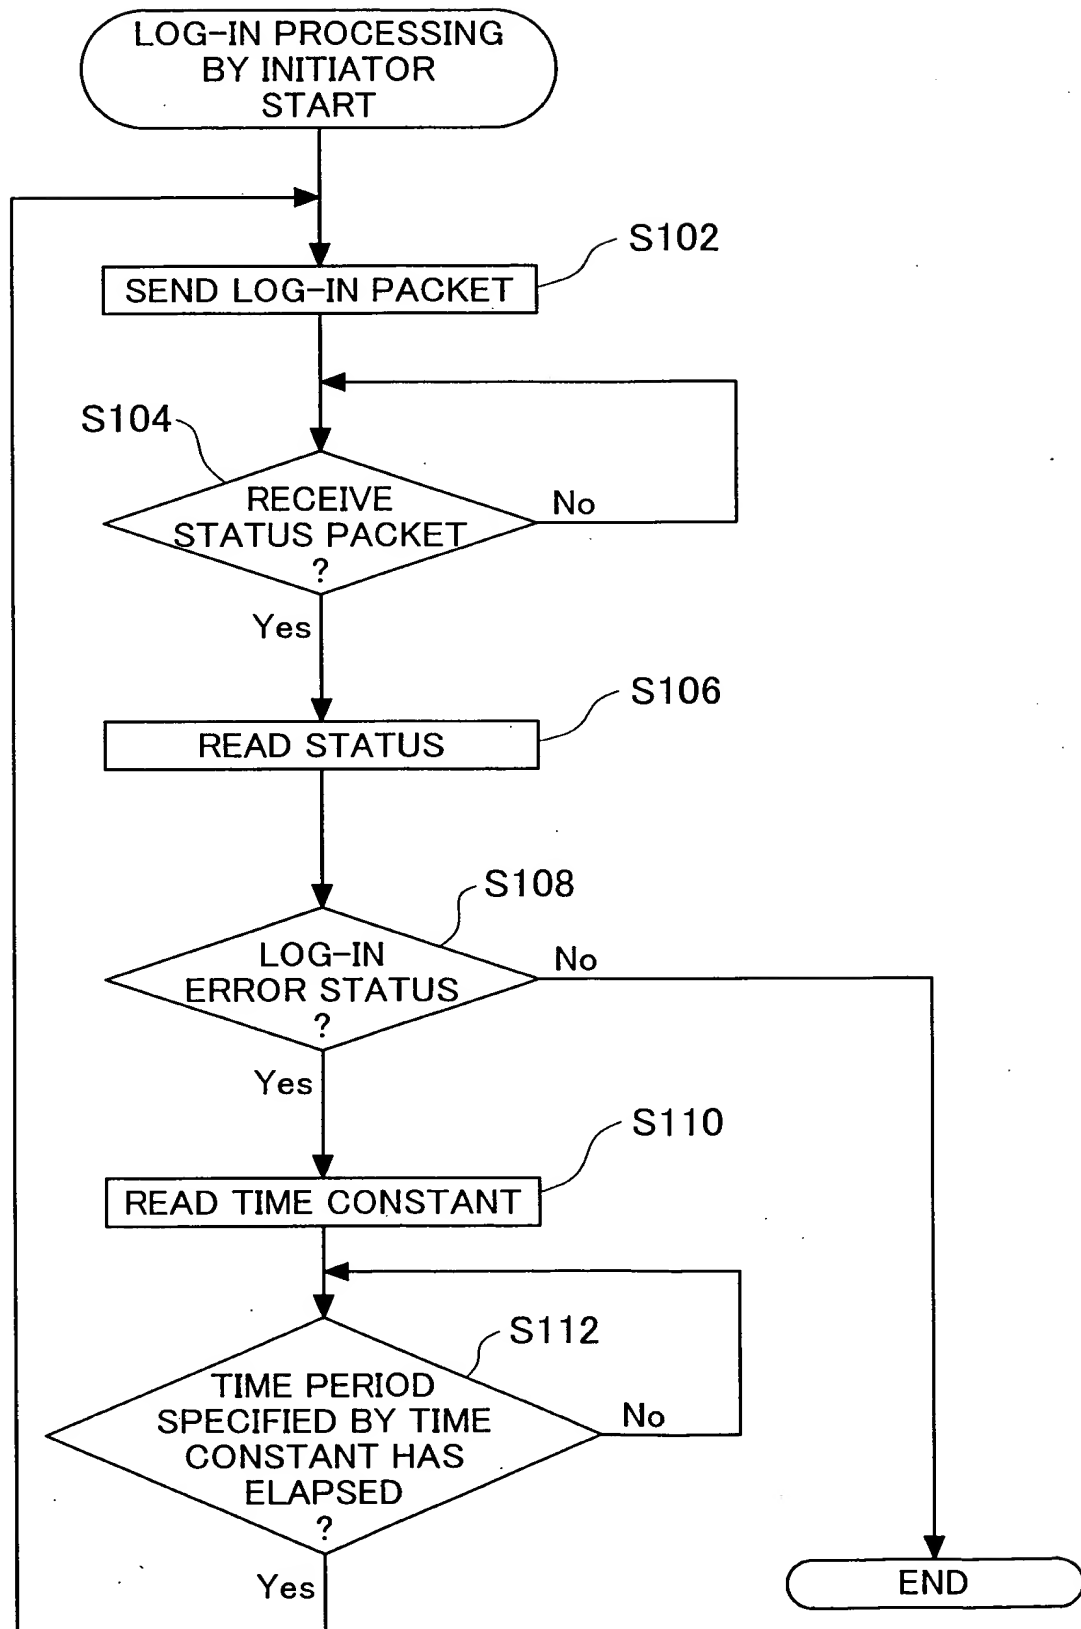 LOG-IN PROCESSING
BY INITIATOR
START
S102
SEND LOG-IN PACKET
S104
RECEIVE
STATUS PACKET
?
No
Yes
S106
READ STATUS
S108
LOG-IN
ERROR STATUS
?
No
Yes
S110
READ TIME CONSTANT
S112
TIME PERIOD
SPECIFIED BY TIME
CONSTANT HAS
ELAPSED
?
No
Yes
END